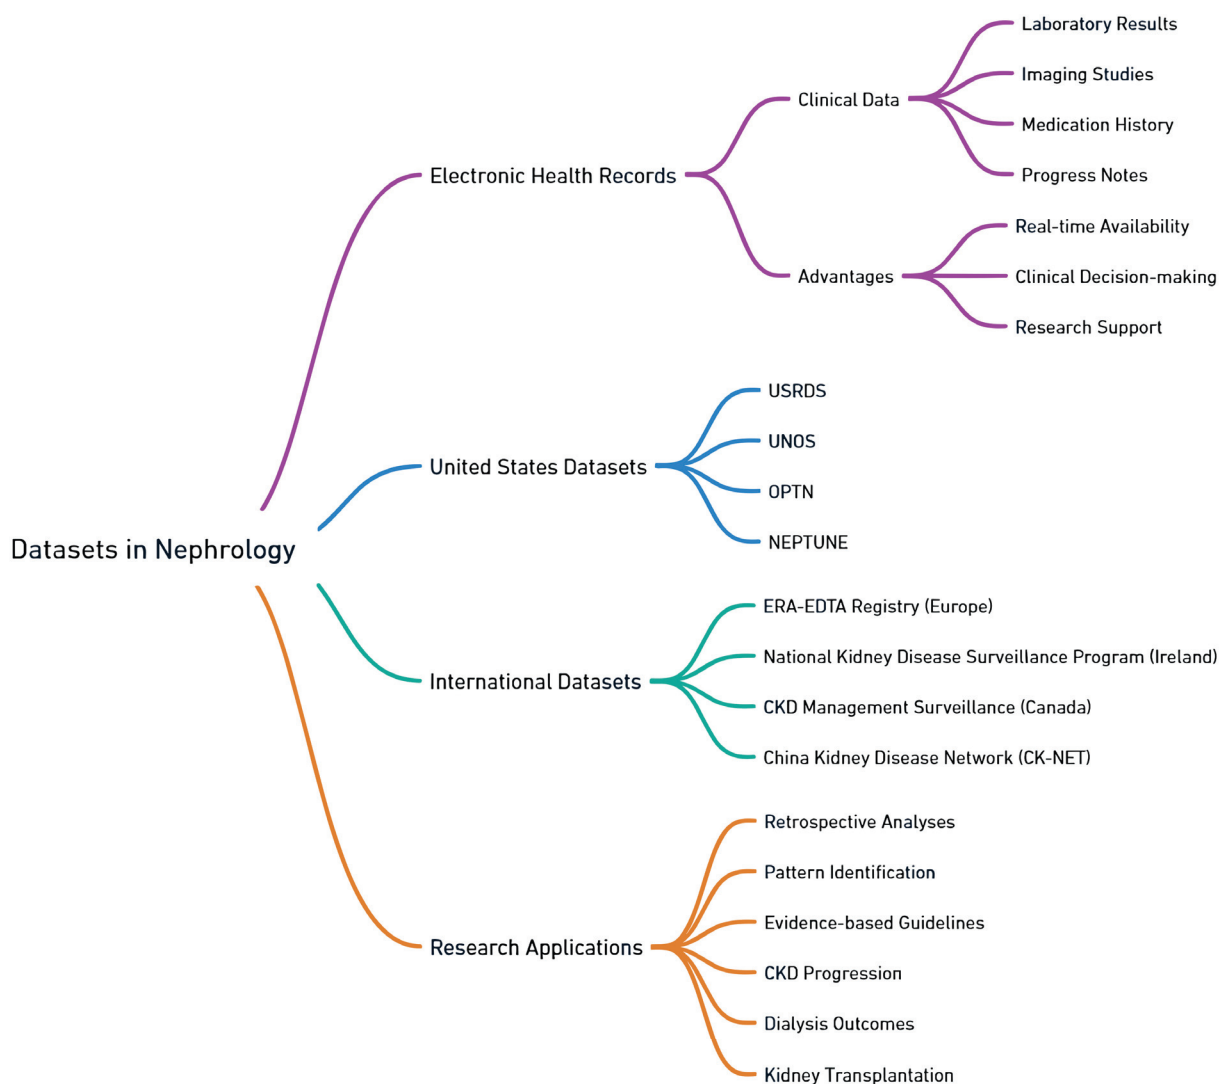 Datasets in Nephrology
Electronic Health Records
Clinical Data
Laboratory Results
Imaging Studies
Medication History
Progress Notes
Advantages
Real-time Availability
Clinical Decision-making
Research Support
United States Datasets
USRDS
UNOS
OPTN
NEPTUNE
International Datasets
ERA-EDTA Registry (Europe)
National Kidney Disease Surveillance Program (Ireland)
CKD Management Surveillance (Canada)
China Kidney Disease Network (CK-NET)
Research Applications
Retrospective Analyses
Pattern Identification
Evidence-based Guidelines
CKD Progression
Dialysis Outcomes
Kidney Transplantation